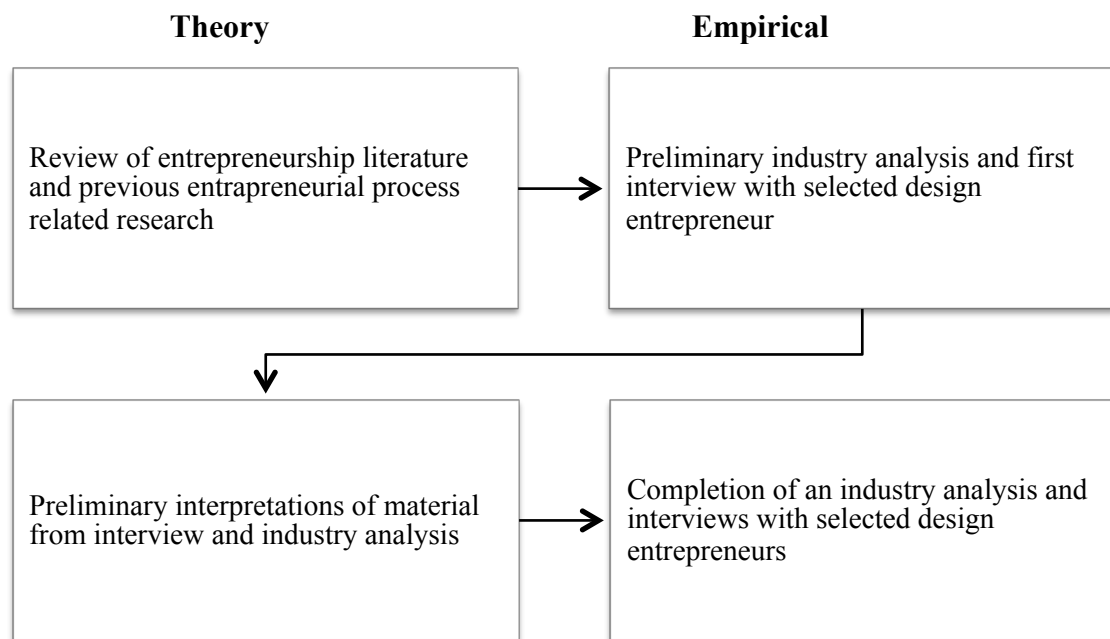 Theory
Empirical
Review of entrepreneurship literature
and previous entrapreneurial process
related research
Preliminary industry analysis and first
interview with selected design
entrepreneur
Preliminary interpretations of material
from interview and industry analysis
Completion of an industry analysis and
interviews with selected design
entrepreneurs